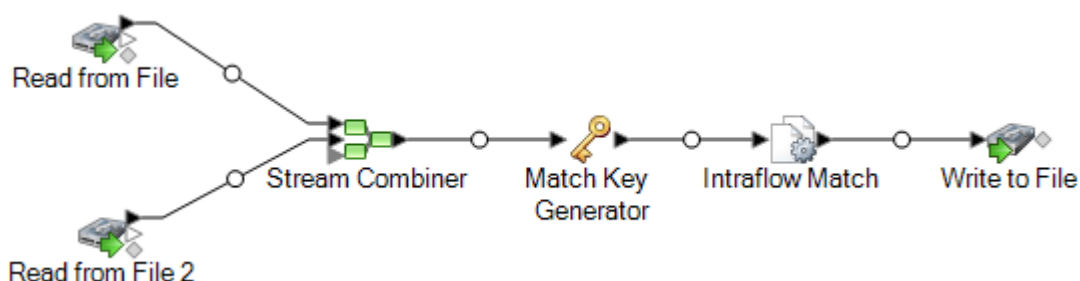 Read from File
Stream Combiner
Match Key
Generator
Intraflow Match
Write to File
Read from File 2